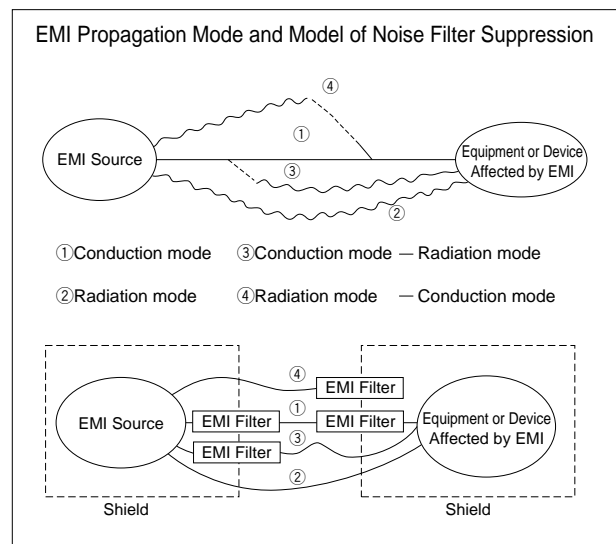 EMI Propagation Mode and Model of Noise Filter Suppression
④
①
EMI Source
Equipment or Device
Affected by EMI
③
②
①Conduction mode ③Conduction mode — Radiation mode
②Radiation mode ④Radiation mode — Conduction mode
④
EMI Filter
①
EMI Source
EMI Filter
EMI Filter
Equipment or Device
Affected by EMI
③
EMI Filter
②
Shield
Shield